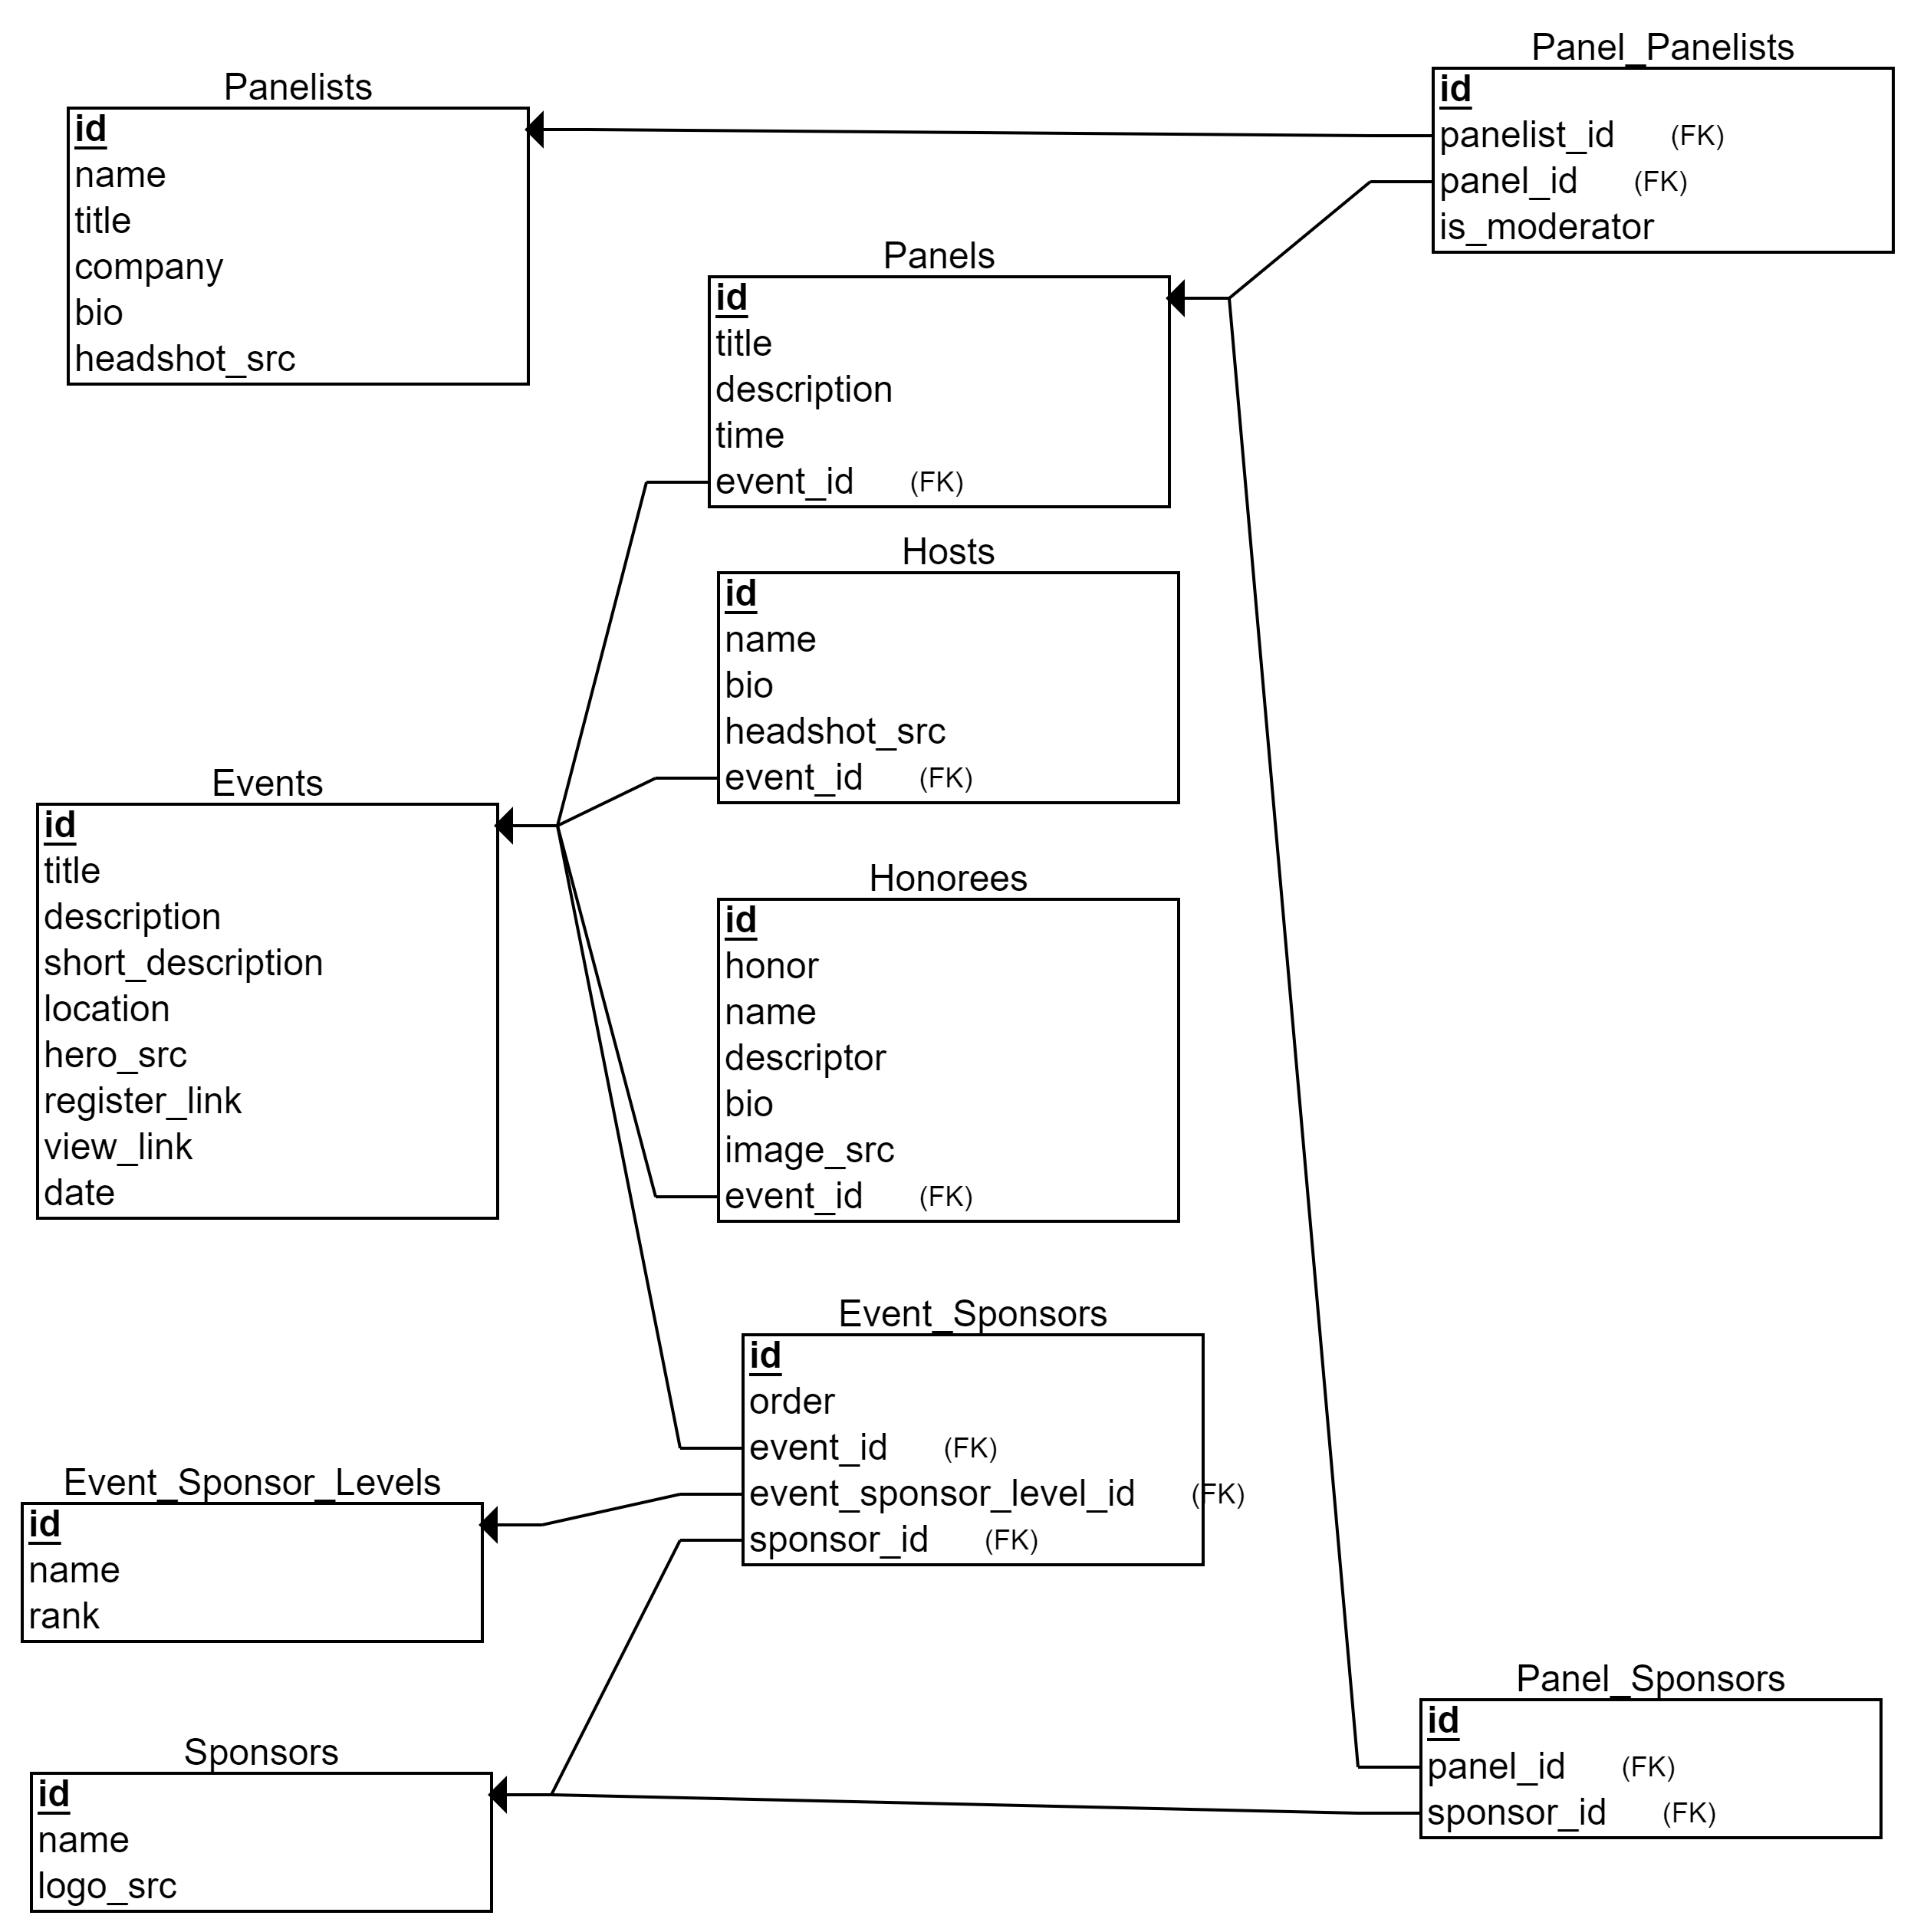 Panelists
id
name
title
company
bio
headshot_src
Panel_Panelists
id
panelist_id (FK)
panel_id (FK)
is_moderator
Panels
id
title
description
time
event_id (FK)
Hosts
id
name
bio
headshot_src
event_id (FK)
Events
id
title
description
short_description
location
hero_src
register_link
view_link
date
Honorees
id
honor
name
descriptor
bio
image_src
event_id (FK)
Event_Sponsors
id
order
event_id (FK)
event_sponsor_level_id (FK)
sponsor_id (FK)
Event_Sponsor_Levels
id
name
rank
Panel_Sponsors
id
panel_id (FK)
sponsor_id (FK)
Sponsors
id
name
logo_src